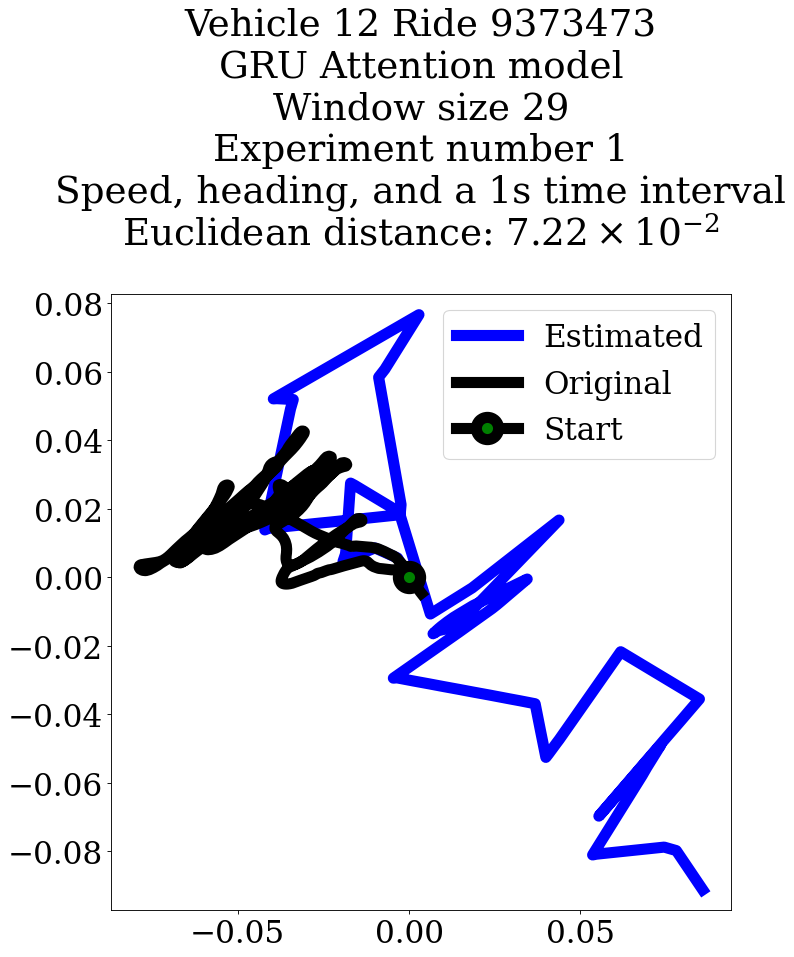 Vehicle 12 Ride 9373473
GRU Attention model
Window size 29
Experiment number 1
Speed, heading, and a 1s time interval
Euclidean distance: 7.22 × 10⁻²
Estimated
Original
Start
0.08
0.06
0.04
0.02
0.00
−0.02
−0.04
−0.06
−0.08
−0.05
0.00
0.05